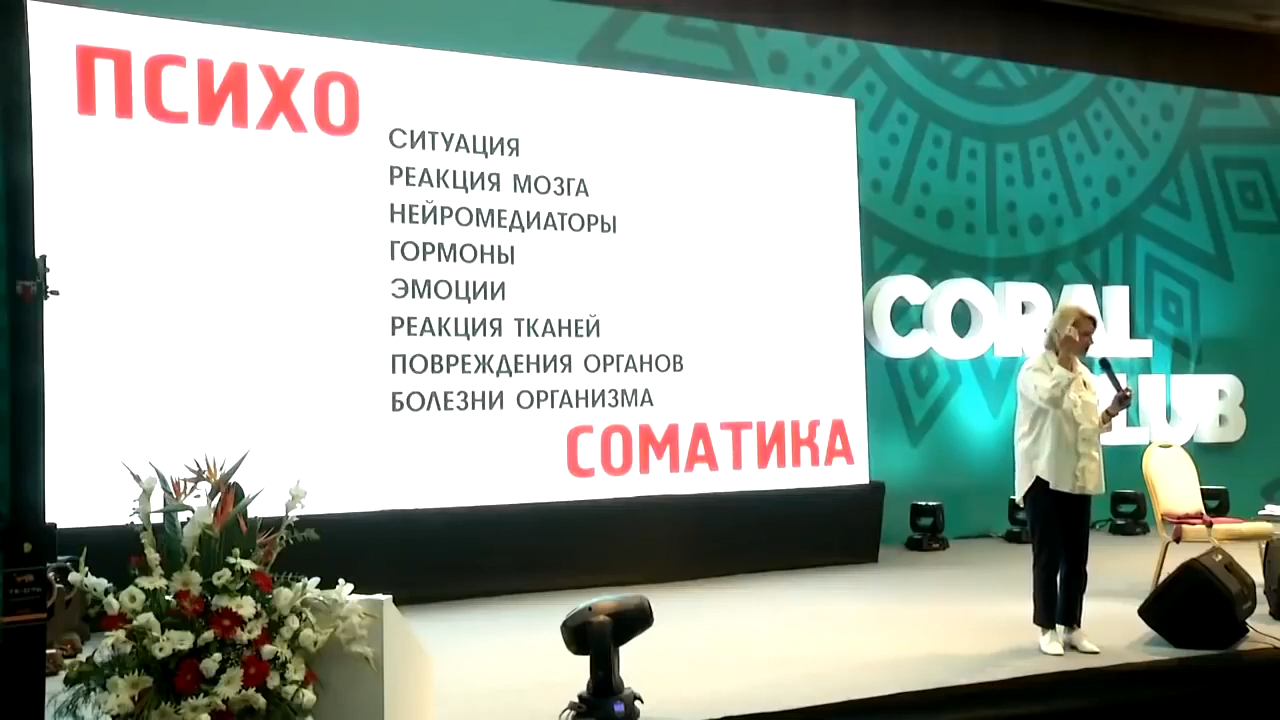 ПСИХО
СИТУАЦИЯ
РЕАКЦИЯ МОЗГА
НЕЙРОМЕДИАТОРЫ
ГОРМОНЫ
ЭМОЦИИ
РЕАКЦИЯ ТКАНЕЙ
ПОВРЕЖДЕНИЯ ОРГАНОВ
БОЛЕЗНИ ОРГАНИЗМА
СОМАТИКА
CORAL
CLUB